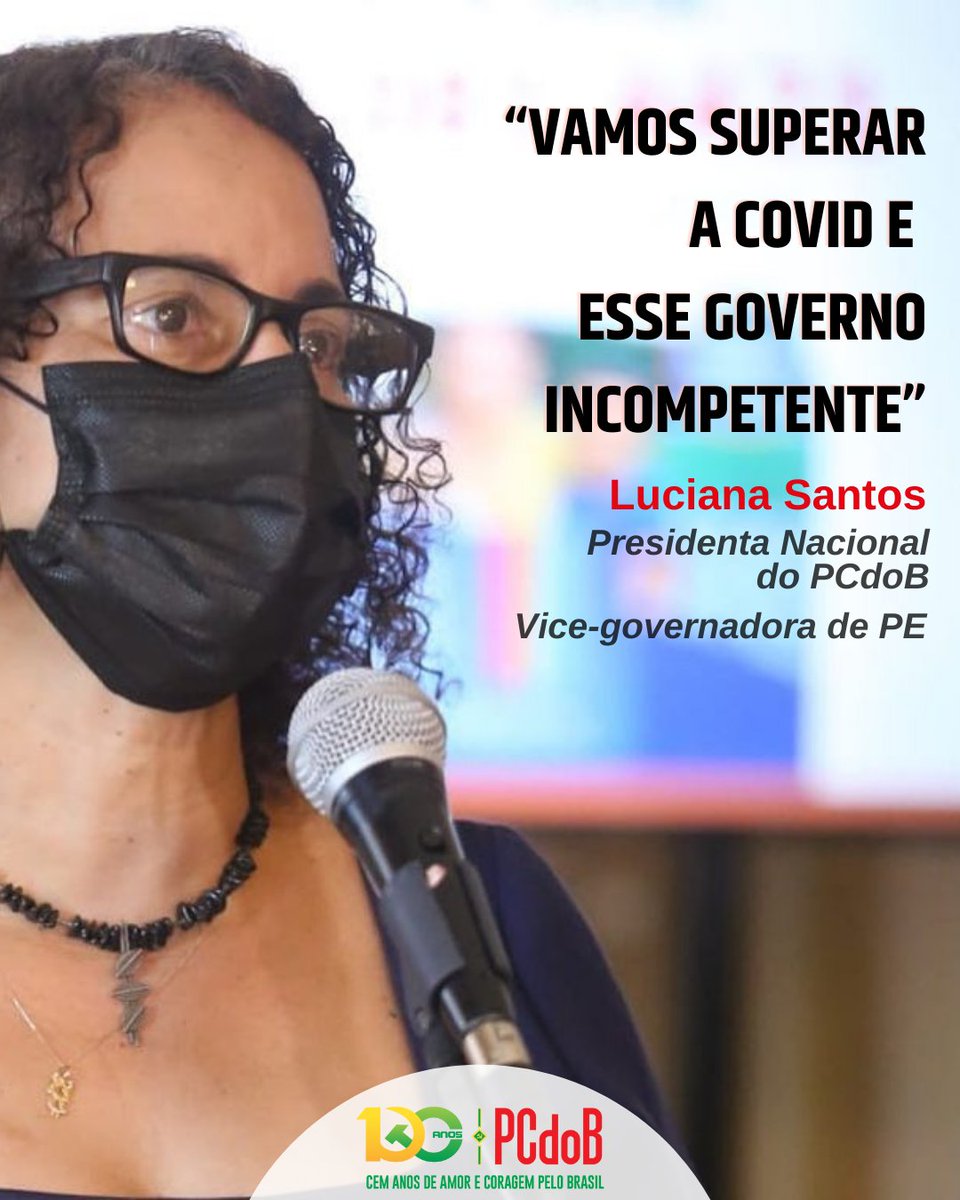 “VAMOS SUPERAR
A COVID E
ESSE GOVERNO
INCOMPETENTE”
Luciana Santos
Presidenta Nacional
do PCdoB
Vice-governadora de PE
100 ANOS PCdoB
CEM ANOS DE AMOR E CORAGEM PELO BRASIL